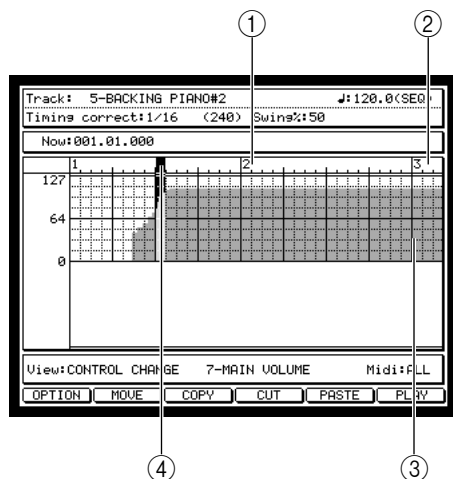 ① ②
Track: 5-BACKING PIANO#2 ♩:120.0(SEQ)
Timing correct:1/16 (240) Swing%:50
Now:001.01.000
1 2 3
127
64
0
View:CONTROL CHANGE 7-MAIN VOLUME Midi:ALL
OPTION MOVE COPY CUT PASTE PLAY
④ ③